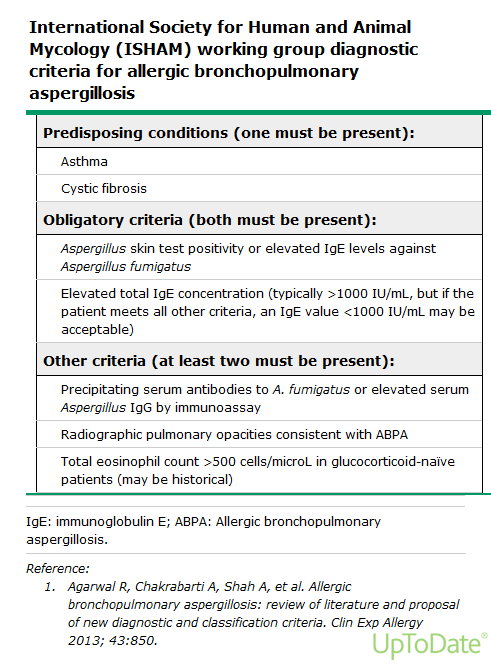 International Society for Human and Animal
Mycology (ISHAM) working group diagnostic
criteria for allergic bronchopulmonary
aspergillosis
Predisposing conditions (one must be present):
Asthma
Cystic fibrosis
Obligatory criteria (both must be present):
Aspergillus skin test positivity or elevated IgE levels against
Aspergillus fumigatus
Elevated total IgE concentration (typically >1000 IU/mL, but if the
patient meets all other criteria, an IgE value <1000 IU/mL may be
acceptable)
Other criteria (at least two must be present):
Precipitating serum antibodies to A. fumigatus or elevated serum
Aspergillus IgG by immunoassay
Radiographic pulmonary opacities consistent with ABPA
Total eosinophil count >500 cells/microL in glucocorticoid-naïve
patients (may be historical)
IgE: immunoglobulin E; ABPA: Allergic bronchopulmonary
aspergillosis.
Reference:
1. Agarwal R, Chakrabarti A, Shah A, et al. Allergic
bronchopulmonary aspergillosis: review of literature and proposal
of new diagnostic and classification criteria. Clin Exp Allergy
2013; 43:850.
UpToDate®